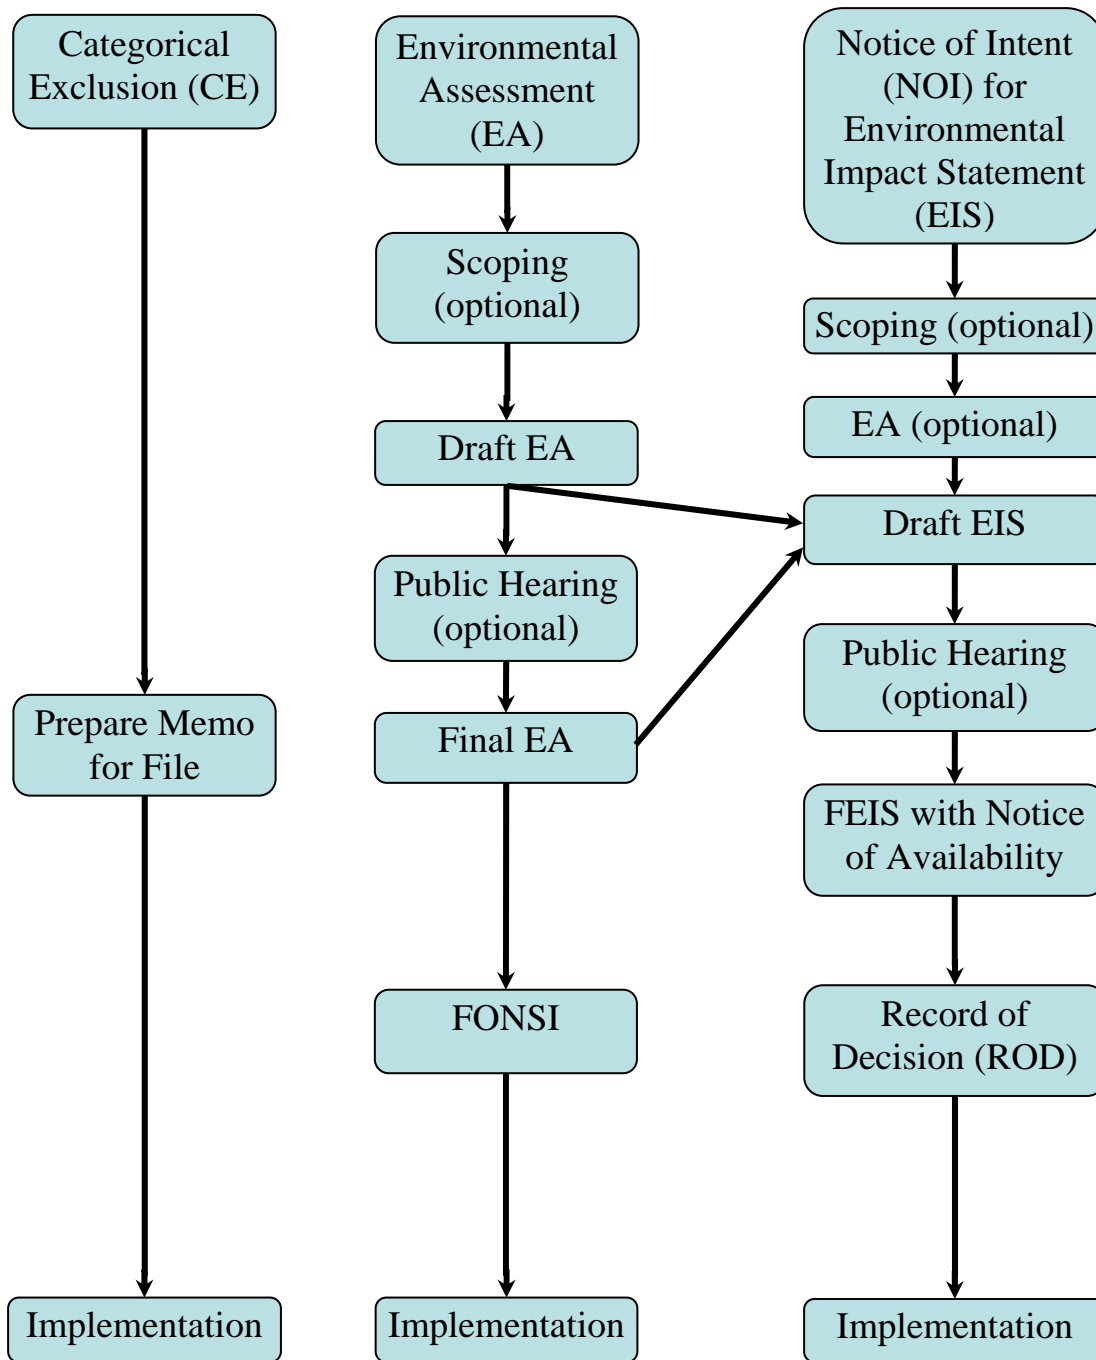 Categorical
Exclusion (CE)
Prepare Memo
for File
Implementation
Environmental
Assessment
(EA)
Scoping
(optional)
Draft EA
Public Hearing
(optional)
Final EA
FONSI
Implementation
Notice of Intent
(NOI) for
Environmental
Impact Statement
(EIS)
Scoping (optional)
EA (optional)
Draft EIS
Public Hearing
(optional)
FEIS with Notice
of Availability
Record of
Decision (ROD)
Implementation